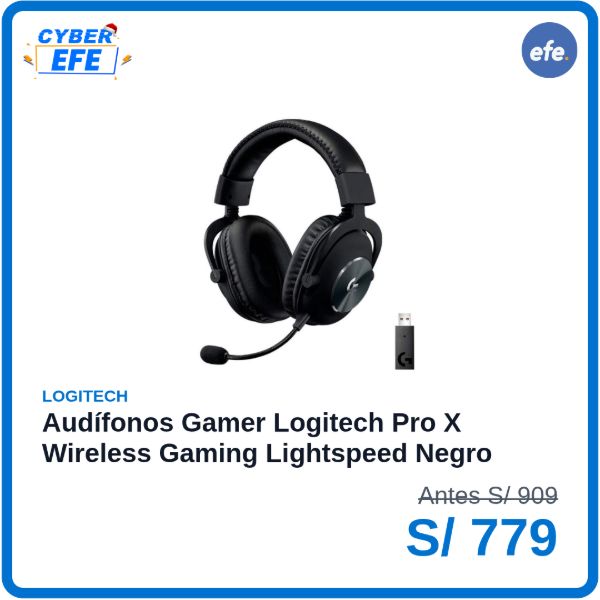 CYBER
EFE
efe.
LOGITECH
Audífonos Gamer Logitech Pro X
Wireless Gaming Lightspeed Negro
Antes S/ 909
S/ 779